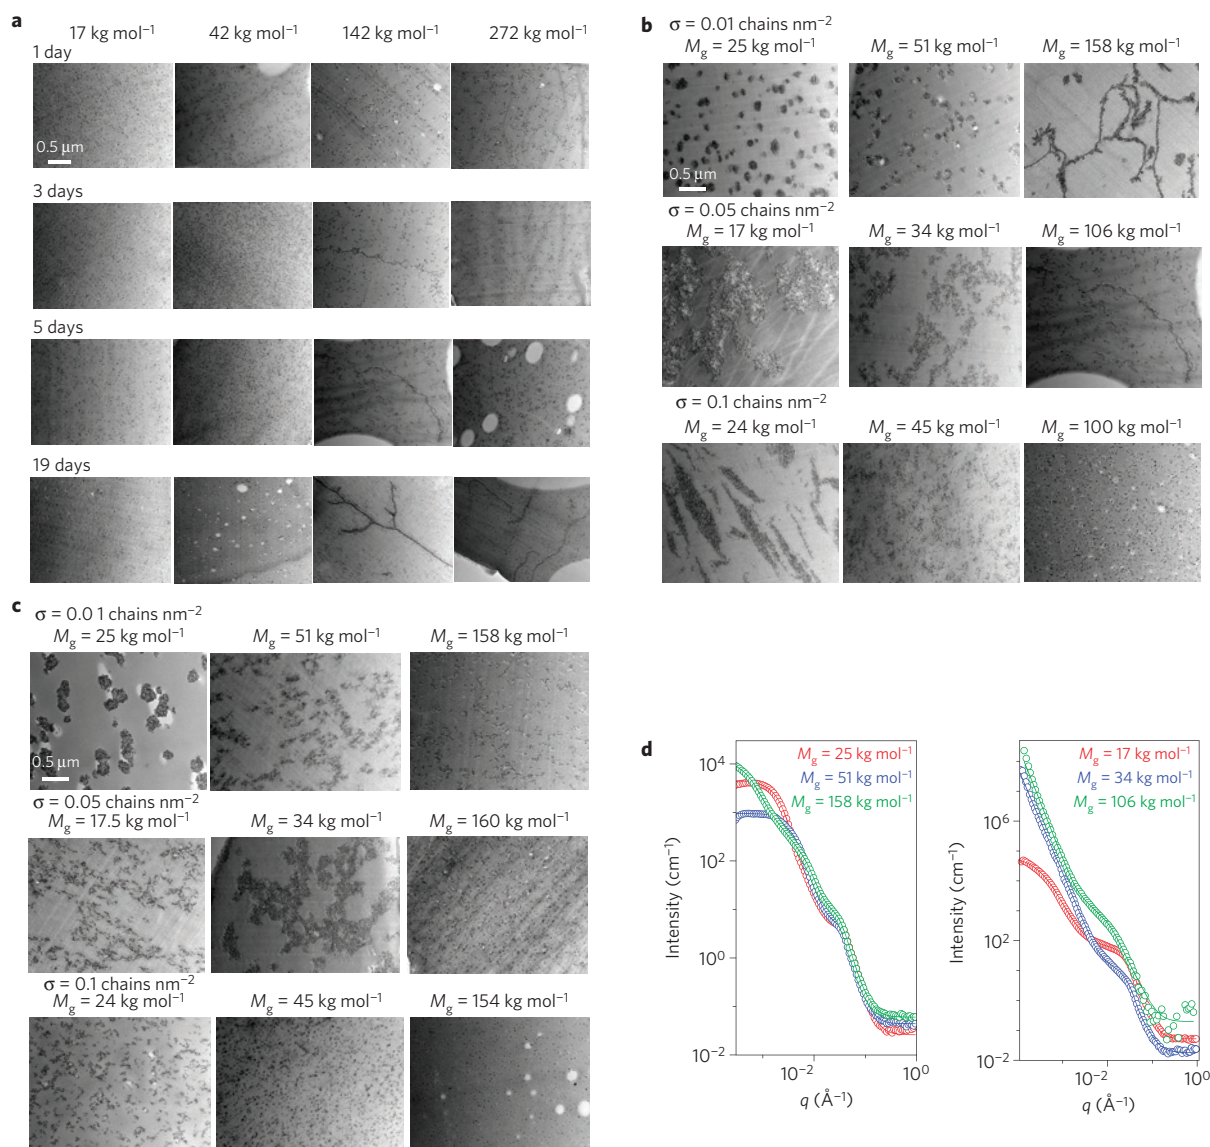 a
17 kg mol⁻¹ 42 kg mol⁻¹ 142 kg mol⁻¹ 272 kg mol⁻¹
1 day
0.5 μm
3 days
5 days
19 days
b σ = 0.01 chains nm⁻²
Mg = 25 kg mol⁻¹ Mg = 51 kg mol⁻¹ Mg = 158 kg mol⁻¹
0.5 μm
σ = 0.05 chains nm⁻²
Mg = 17 kg mol⁻¹ Mg = 34 kg mol⁻¹ Mg = 106 kg mol⁻¹
σ = 0.1 chains nm⁻²
Mg = 24 kg mol⁻¹ Mg = 45 kg mol⁻¹ Mg = 100 kg mol⁻¹
c σ = 0.0 1 chains nm⁻²
Mg = 25 kg mol⁻¹ Mg = 51 kg mol⁻¹ Mg = 158 kg mol⁻¹
0.5 μm
σ = 0.05 chains nm⁻²
Mg = 17.5 kg mol⁻¹ Mg = 34 kg mol⁻¹ Mg = 160 kg mol⁻¹
σ = 0.1 chains nm⁻²
Mg = 24 kg mol⁻¹ Mg = 45 kg mol⁻¹ Mg = 154 kg mol⁻¹
d
Mg = 25 kg mol⁻¹
Mg = 51 kg mol⁻¹
Mg = 158 kg mol⁻¹
10⁴
10²
10⁰
10⁻²
Intensity (cm⁻¹)
10⁻² 10⁰
q (Å⁻¹)
Mg = 17 kg mol⁻¹
Mg = 34 kg mol⁻¹
Mg = 106 kg mol⁻¹
10⁶
10²
10⁻²
Intensity (cm⁻¹)
10⁻² 10⁰
q (Å⁻¹)